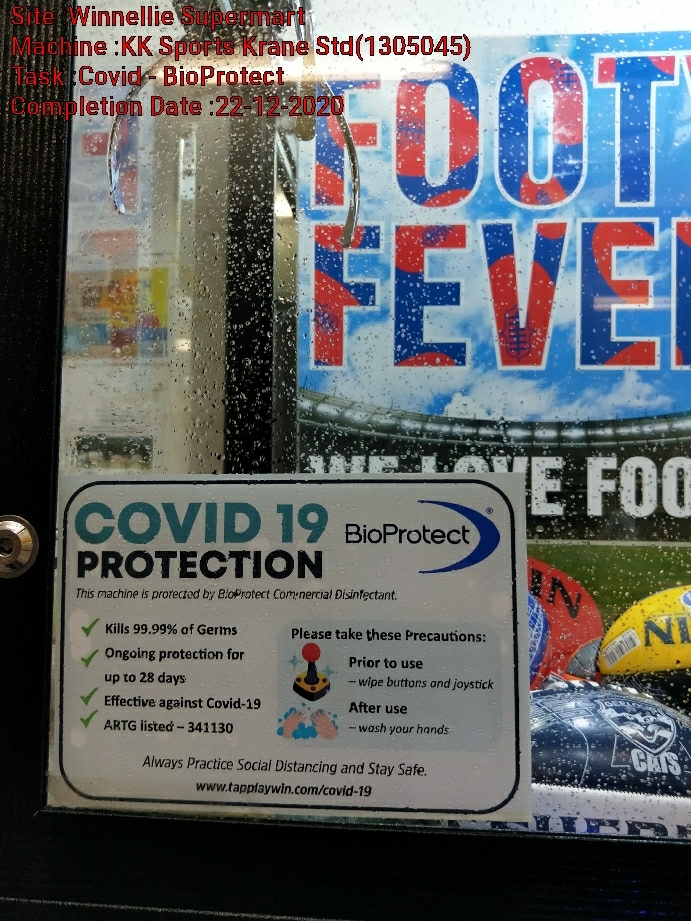 Site :Winnellie Supermart
Machine :KK Sports Krane Std(1305045)
Task :Covid - BioProtect
Completion Date :22-12-2020
FOOTY
FEVE
WE LOVE FOO
COVID 19
PROTECTION
BioProtect®
This machine is protected by BioProtect Commercial Disinfectant.
Kills 99.99% of Germs
Ongoing protection for
up to 28 days
Effective against Covid-19
ARTG listed – 341130
Please take these Precautions:
Prior to use
– wipe buttons and joystick
After use
– wash your hands
Always Practice Social Distancing and Stay Safe.
www.tapplaywin.com/covid-19
CATS